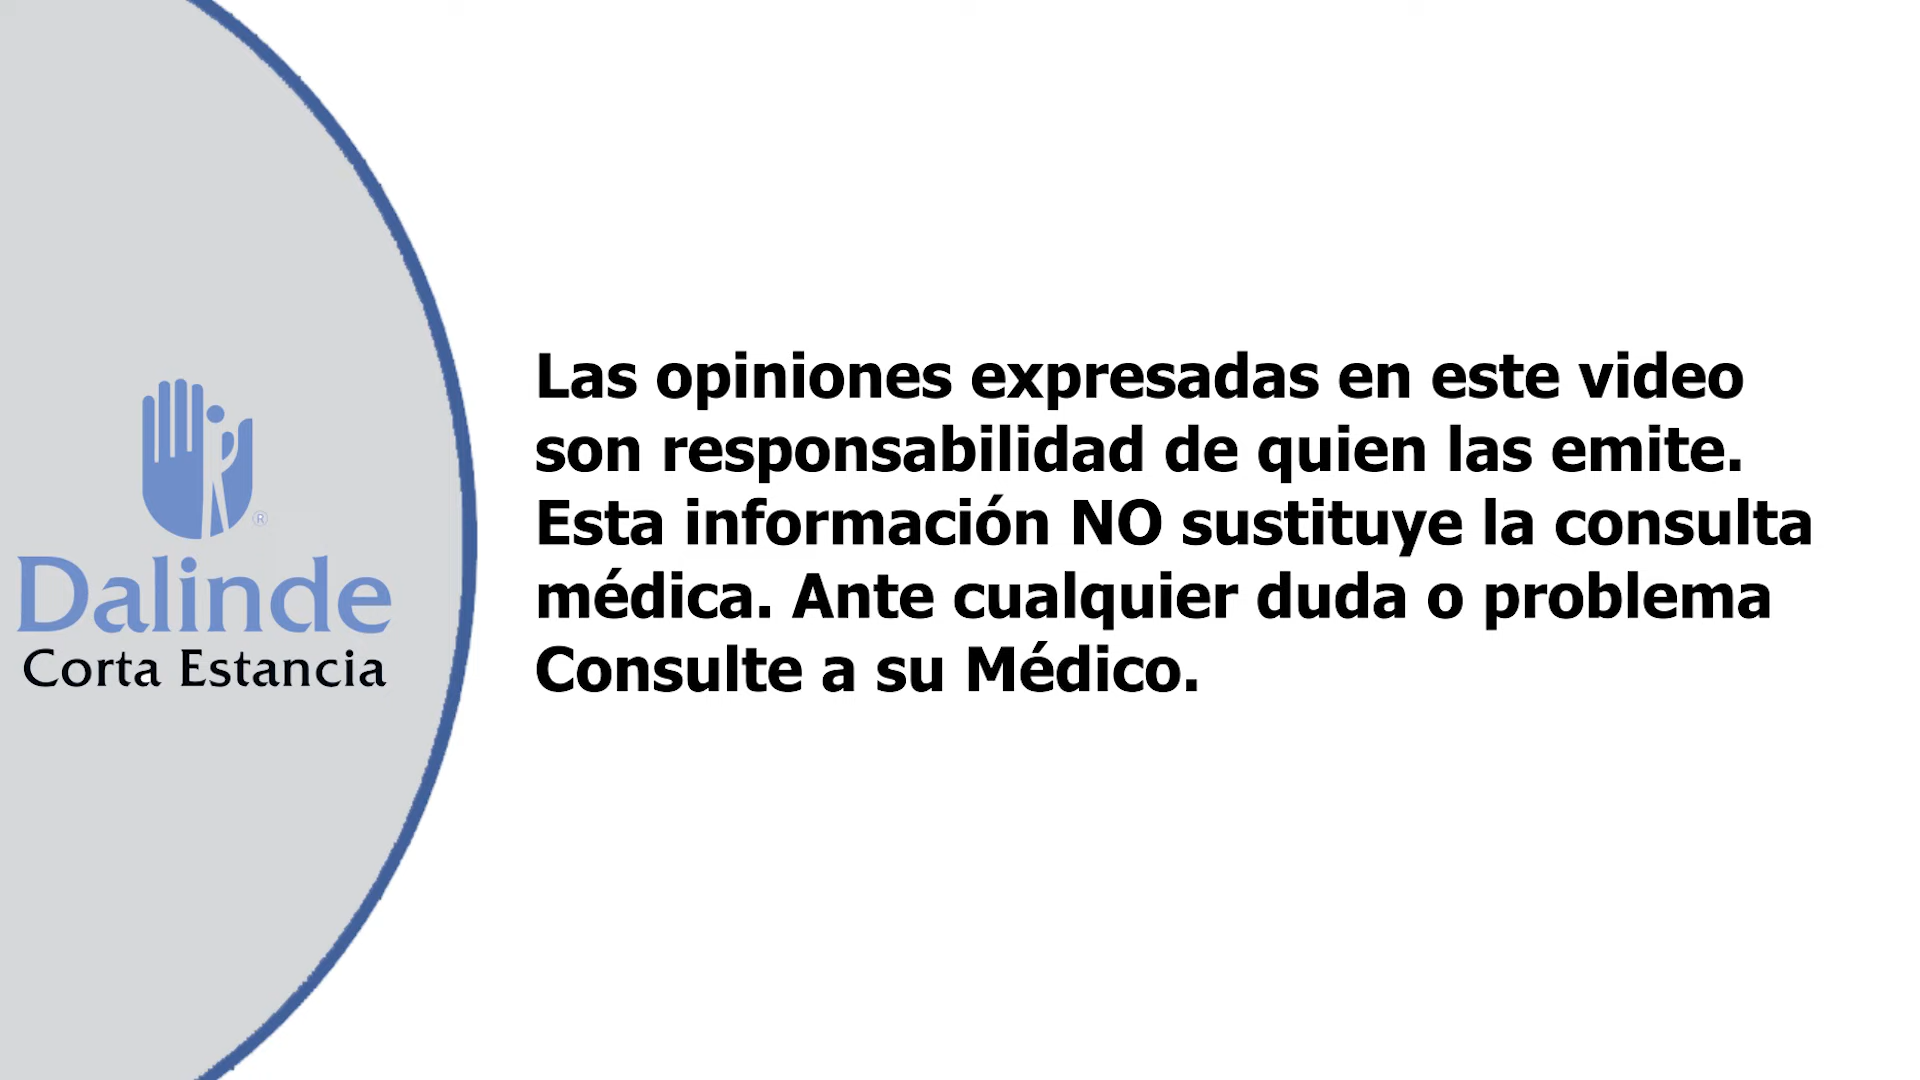 ®
Dalinde
Corta Estancia
Las opiniones expresadas en este video
son responsabilidad de quien las emite.
Esta información NO sustituye la consulta
médica. Ante cualquier duda o problema
Consulte a su Médico.